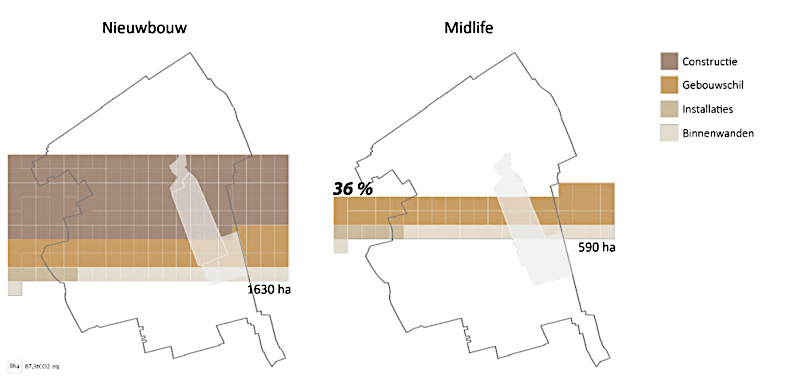 Nieuwbouw
Midlife
Constructie
Gebouwschil
Installaties
Binnenwanden
36 %
590 ha
1630 ha
9ha 87,3tCO2 eq